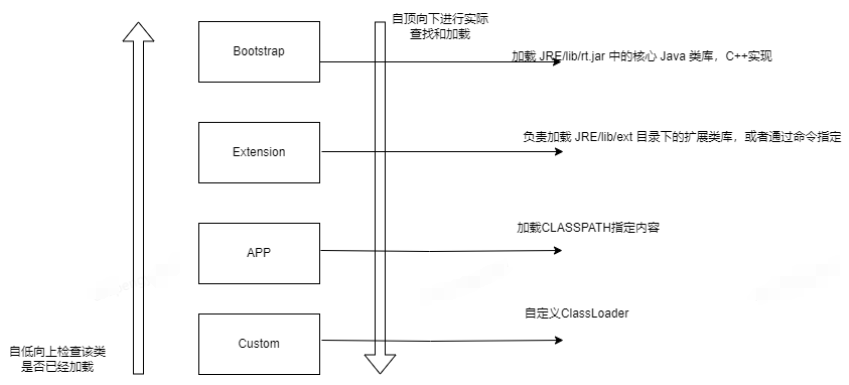 自顶向下进行实际
查找和加载
Bootstrap
加载 JRE/lib/rt.jar 中的核心 Java 类库，C++实现
Extension
负责加载 JRE/lib/ext 目录下的扩展类库，或者通过命令指定
APP
加载CLASSPATH指定内容
Custom
自定义ClassLoader
自低向上检查该类
是否已经加载